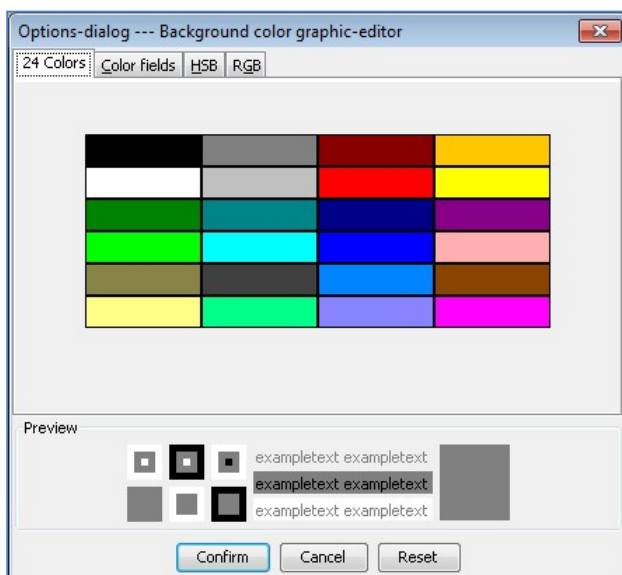 Options-dialog --- Background color graphic-editor
24 Colors Color fields HSB RGB
Preview
exampletext exampletext
exampletext exampletext
exampletext exampletext
Confirm Cancel Reset